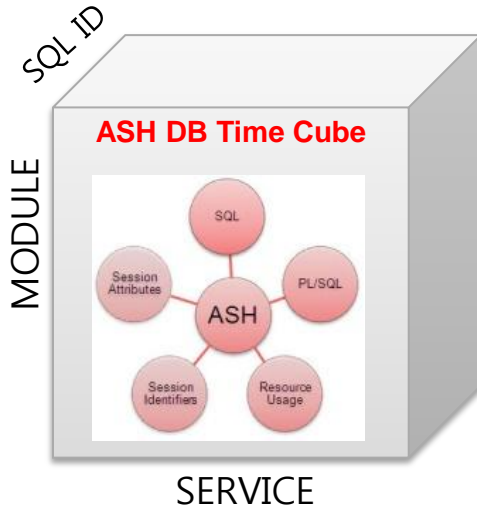 SQL ID
ASH DB Time Cube
MODULE
SQL
Session
Attributes
PL/SQL
ASH
Session
Identifiers
Resource
Usage
SERVICE